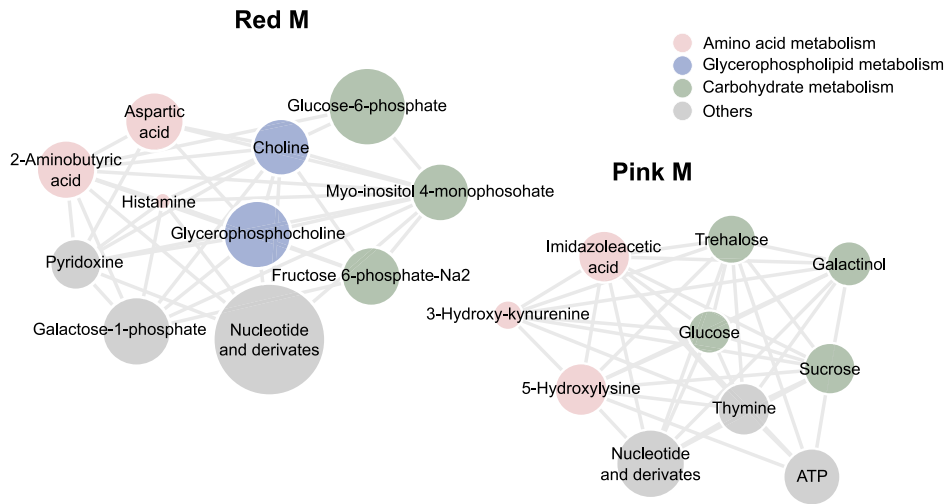 Red M
Amino acid metabolism
Glycerophospholipid metabolism
Carbohydrate metabolism
Others
Glucose-6-phosphate
Aspartic
acid
Choline
2-Aminobutyric
acid
Myo-inositol 4-monophosohate
Histamine
Glycerophosphocholine
Pyridoxine
Fructose 6-phosphate-Na2
Galactose-1-phosphate
Nucleotide
and derivates
Pink M
Imidazoleacetic
acid
Trehalose
Galactinol
3-Hydroxy-kynurenine
Glucose
Sucrose
5-Hydroxylysine
Thymine
Nucleotide
and derivates
ATP